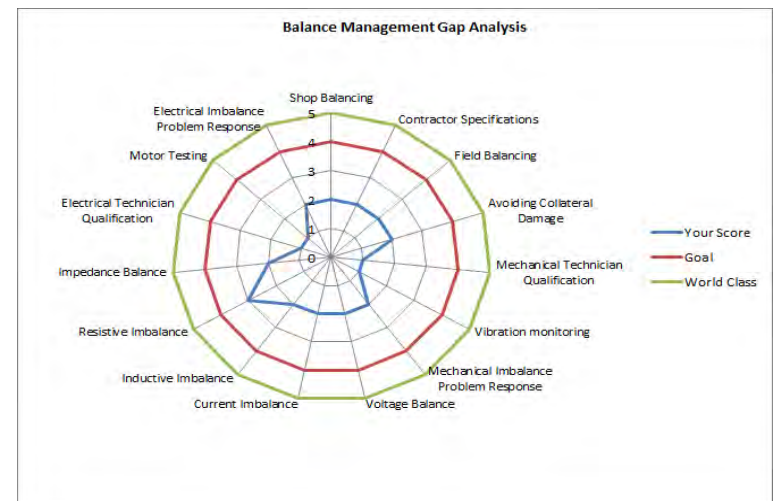 Balance Management Gap Analysis
Shop Balancing
Contractor Specifications
Field Balancing
Avoiding Collateral
Damage
Mechanical Technician
Qualification
Vibration monitoring
Mechanical Imbalance
Problem Response
Voltage Balance
Current Imbalance
Inductive Imbalance
Resistive Imbalance
Impedance Balance
Electrical Technician
Qualification
Motor Testing
Electrical Imbalance
Problem Response
5
4
3
2
1
0
Your Score
Goal
World Class